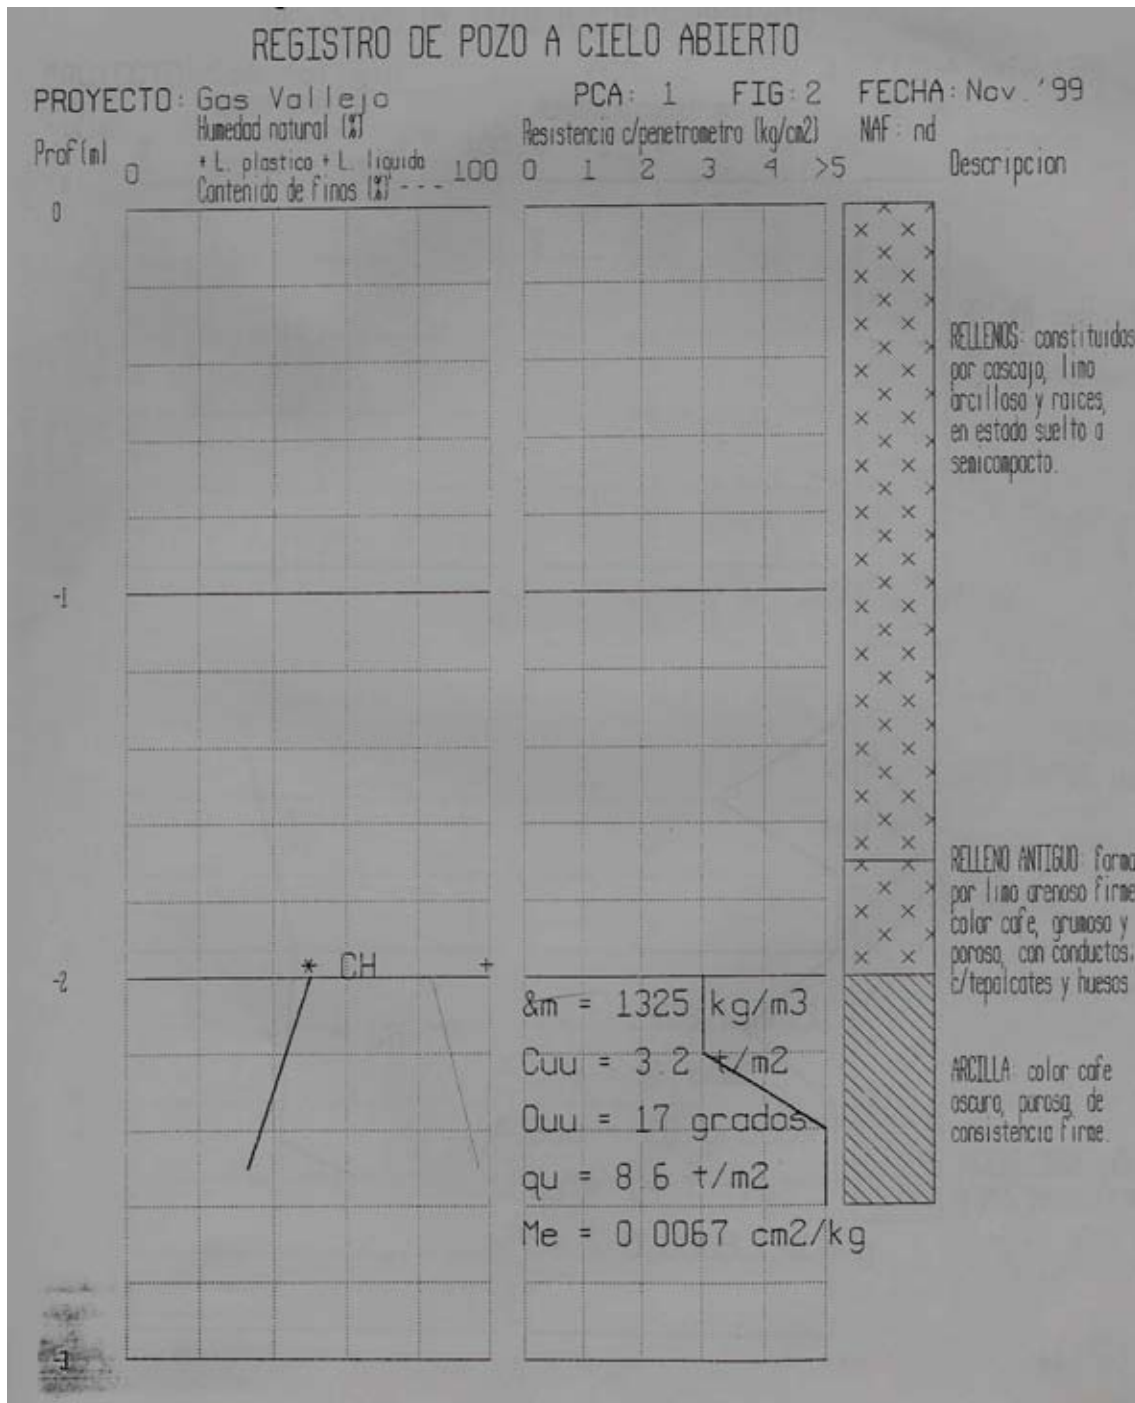 REGISTRO DE POZO A CIELO ABIERTO
PROYECTO: Gas Vallejo PCA: 1 FIG: 2 FECHA: Nov. '99
Humedad natural (%) Resistencia c/penetrometro (kg/cm2) NAF: nd
Prof(m) 0 * L. plastico + L. liquido 100 0 1 2 3 4 >5 Descripcion
Contenido de finos (%) - - -
0
RELLENOS: constituidos
por cascajo, limo
arcilloso y raices,
en estado suelto a
semicompacto.
-1
RELLENO ANTIGUO: forma
por limo arenoso firme
color cafe, grumoso y
poroso, con conductos,
c/tepalcates y huesos
* CH +
-2
&m = 1325 kg/m3
Cuu = 3.2 t/m2
Ouu = 17 grados
qu = 8.6 t/m2
Me = 0.0067 cm2/kg
ARCILLA: color cafe
oscuro, porosa, de
consistencia firme.
-3